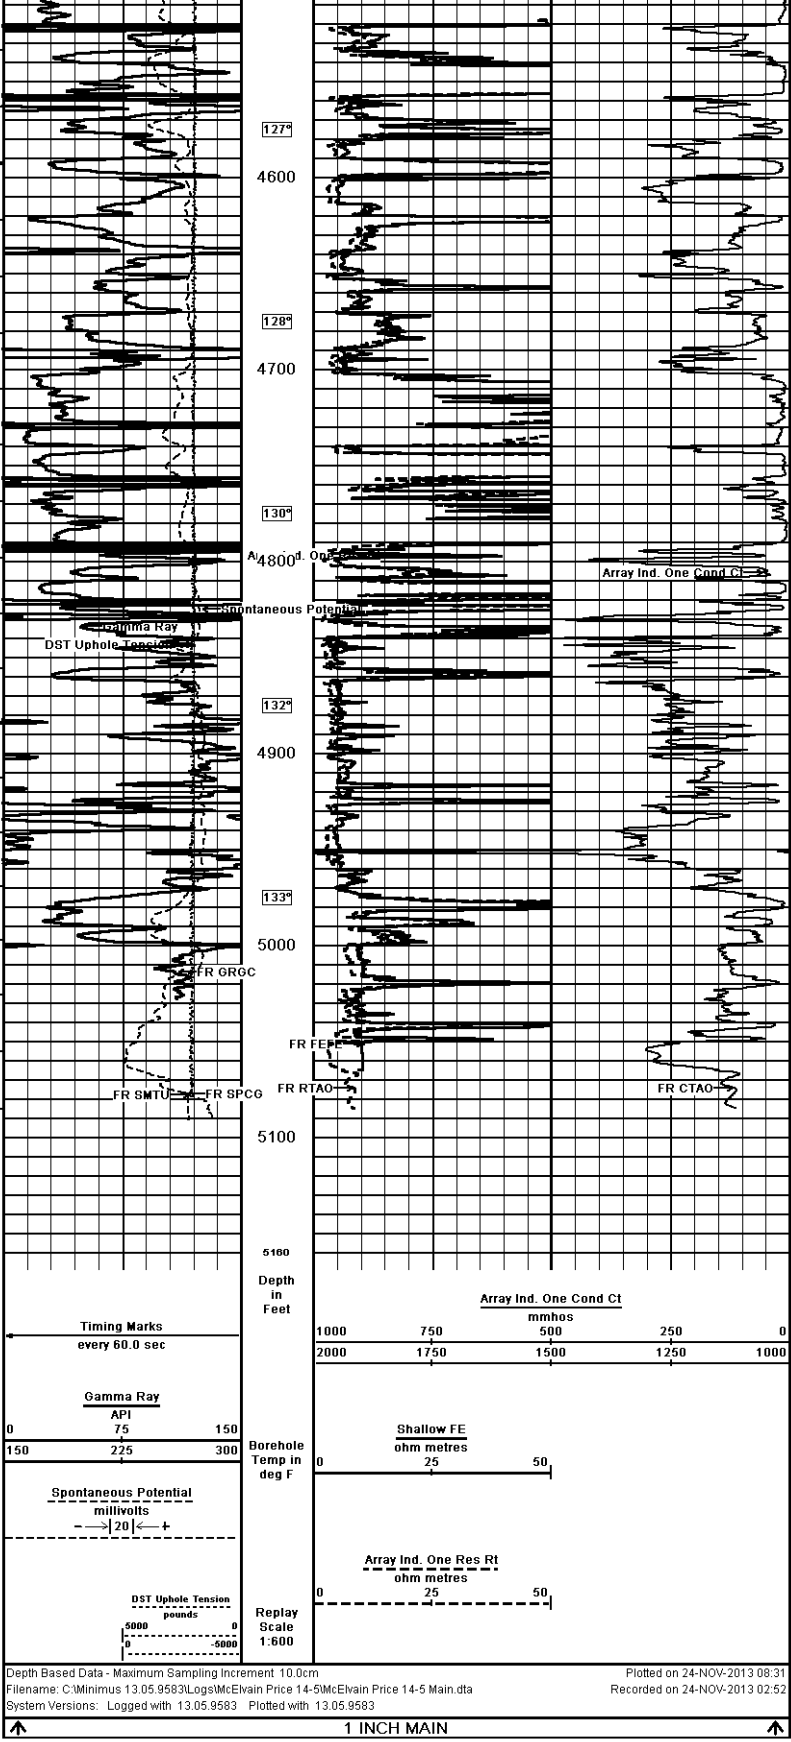 127°
4600
128°
4700
130°
4800
Array Ind. One Cond Ct
Spontaneous Potential
Gamma Ray
DST Uphole Tension
132°
4900
133°
5000
FR GRGC
FR FEFE
FR RTAO
FR CTAO
FR SMTU
FR SPCG
5100
5160
Depth
in
Feet
Array Ind. One Cond Ct
mmhos
Timing Marks
every 60.0 sec
1000 750 500 250 0
2000 1750 1500 1250 1000
Gamma Ray
API
0 75 150
150 225 300
Borehole
Temp in
deg F
Shallow FE
ohm metres
0 25 50
Spontaneous Potential
millivolts
- → |20| ← +
Array Ind. One Res Rt
ohm metres
0 25 50
DST Uphole Tension
pounds
5000 0
0 -5000
Replay
Scale
1:600
Depth Based Data - Maximum Sampling Increment 10.0cm
Plotted on 24-NOV-2013 08:31
Filename: C:\Minimus 13.05.9583\Logs\McElvain Price 14-5\McElvain Price 14-5 Main.dta
Recorded on 24-NOV-2013 02:52
System Versions: Logged with 13.05.9583 Plotted with 13.05.9583
1 INCH MAIN